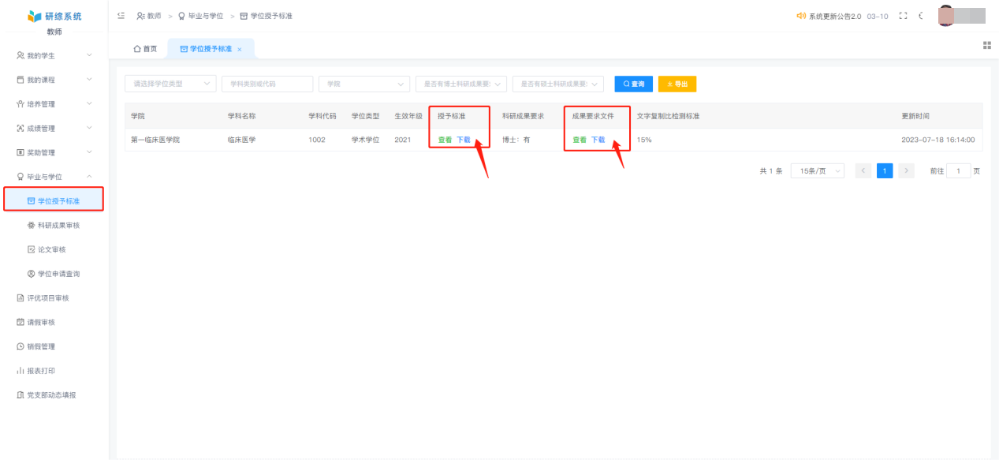 研综系统
教师
教师 > 毕业与学位 > 学位授予标准
系统更新公告2.0 03-10
首页 学位授予标准 ×
我的学生
我的课程
培养管理
成绩管理
奖助管理
毕业与学位
学位授予标准
科研成果审核
论文审核
学位申请查询
评优项目审核
请假审核
销假管理
报表打印
党支部动态填报
请选择学位类型 学科类别或代码 学院 是否有博士科研成果要: 是否有硕士科研成果要: 查询 导出
学院 学科名称 学科代码 学位类型 生效年级 授予标准 科研成果要求 成果要求文件 文字复制比检测标准 更新时间
第一临床医学院 临床医学 1002 学术学位 2021 查看 下载 博士：有 查看 下载 15% 2023-07-18 16:14:00
共 1 条 15条/页 < 1 > 前往 1 页